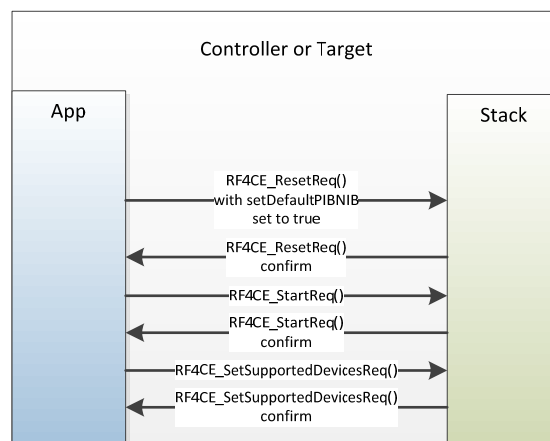 Controller or Target
App
Stack
RF4CE_ResetReq()
with setDefaultPIBNIB
set to true
RF4CE_ResetReq()
confirm
RF4CE_StartReq()
RF4CE_StartReq()
confirm
RF4CE_SetSupportedDevicesReq()
RF4CE_SetSupportedDevicesReq()
confirm